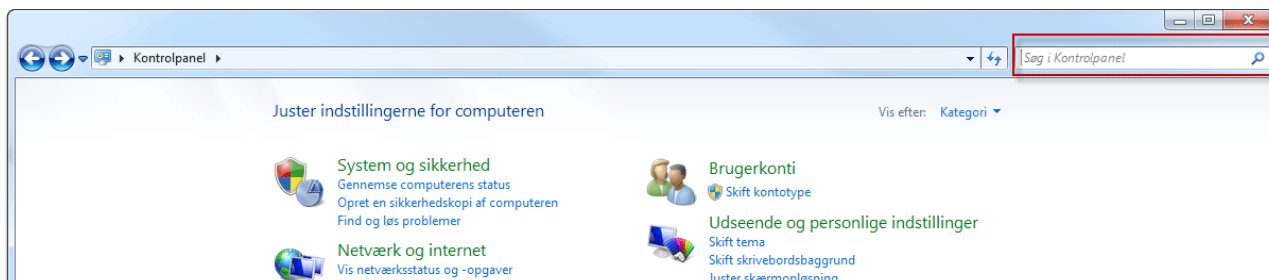 Kontrolpanel
Søg i Kontrolpanel
Juster indstillingerne for computeren
Vis efter: Kategori
System og sikkerhed
Gennemse computerens status
Opret en sikkerhedskopi af computeren
Find og løs problemer
Netværk og internet
Vis netværksstatus og -opgaver
Brugerkonti
Skift kontotype
Udseende og personlige indstillinger
Skift tema
Skift skrivebordsbaggrund
Juster skærmopløsning